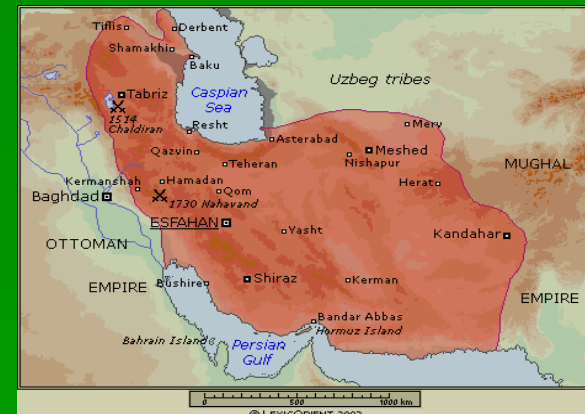 Tiflis
Derbent
Shamakhi
Baku
Uzbeg tribes
Caspian
Sea
Tabriz
1514
Chaldiran
Resht
Asterabad
Merv
Qazvin
Meshed
Nishapur
Teheran
MUGHAL
Kermanshah
Hamadan
Herat
Qom
Baghdad
1730 Nahavand
ESFAHAN
Yasht
Kandahar
OTTOMAN
Shiraz
Kerman
EMPIRE
Bushire
EMPIRE
Bandar Abbas
Hormuz Island
Bahrain Island
Persian
Gulf
0 500 1000 km
© LEXICORIENT 2002